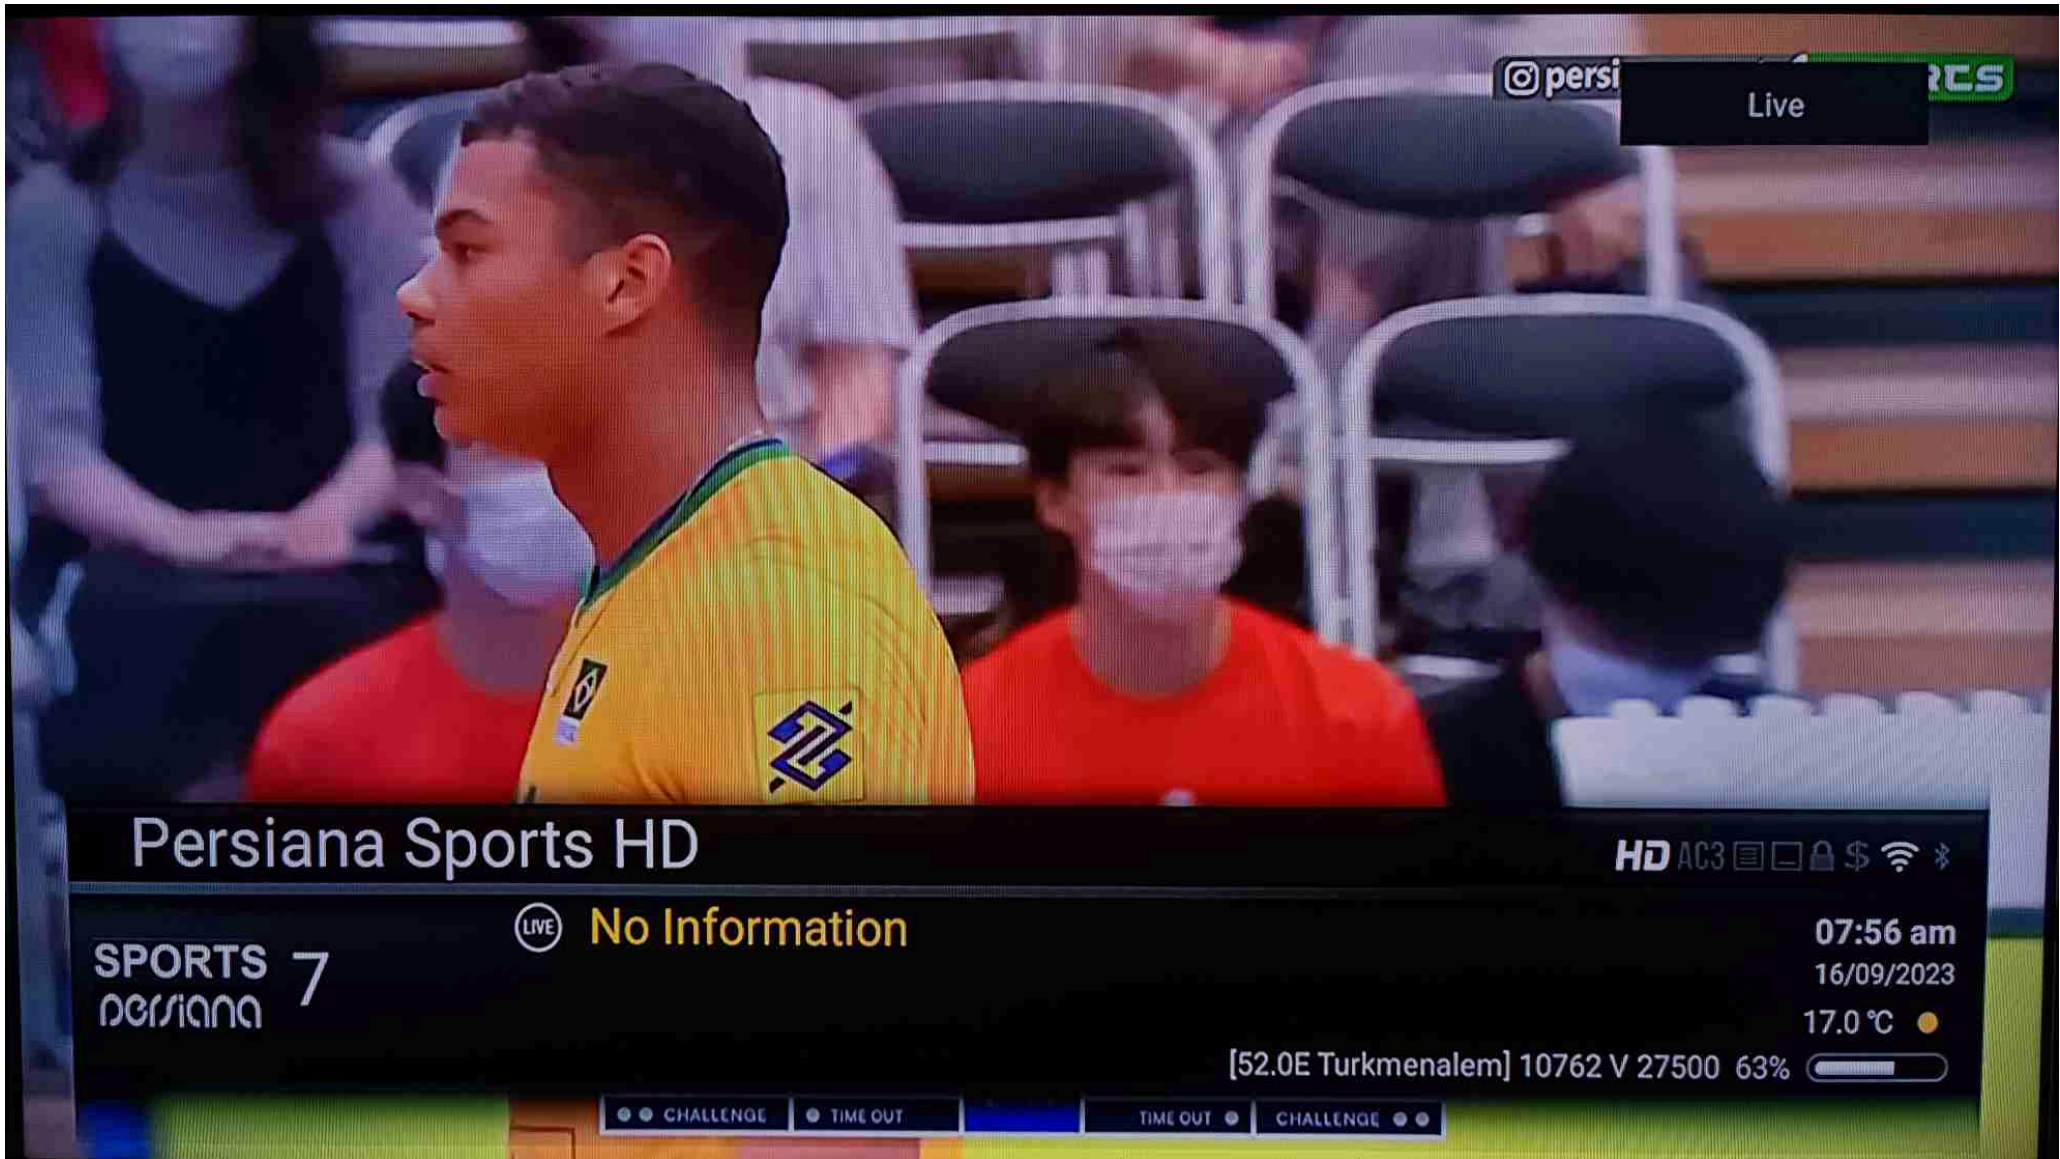 persi RTS
Live
Persiana Sports HD
HD AC3 $
LIVE No Information
SPORTS
persiana
7
07:56 am
16/09/2023
17.0 °C
[52.0E Turkmenalem] 10762 V 27500 63%
CHALLENGE TIME OUT TIME OUT CHALLENGE